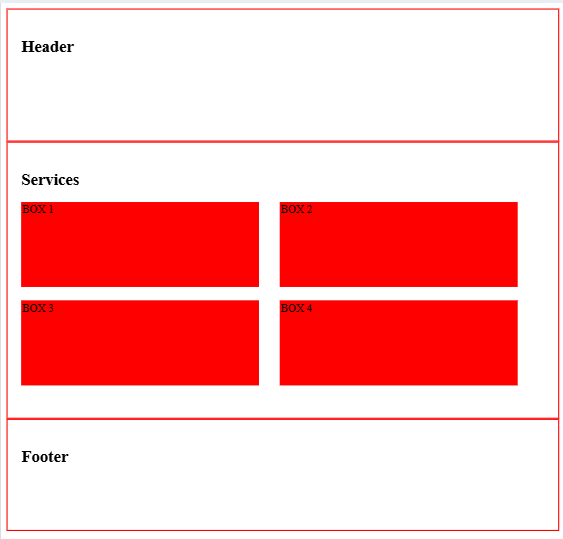 Header
Services
BOX 1
BOX 2
BOX 3
BOX 4
Footer